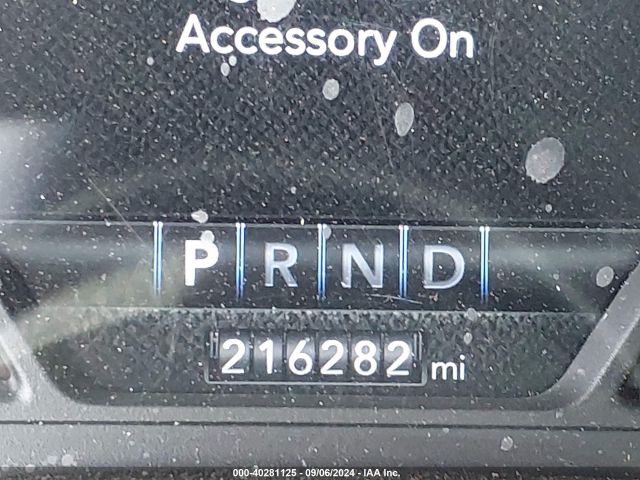 Accessory On
P R N D
216282 mi
000-40281125 - 09/06/2024 - IAA Inc.